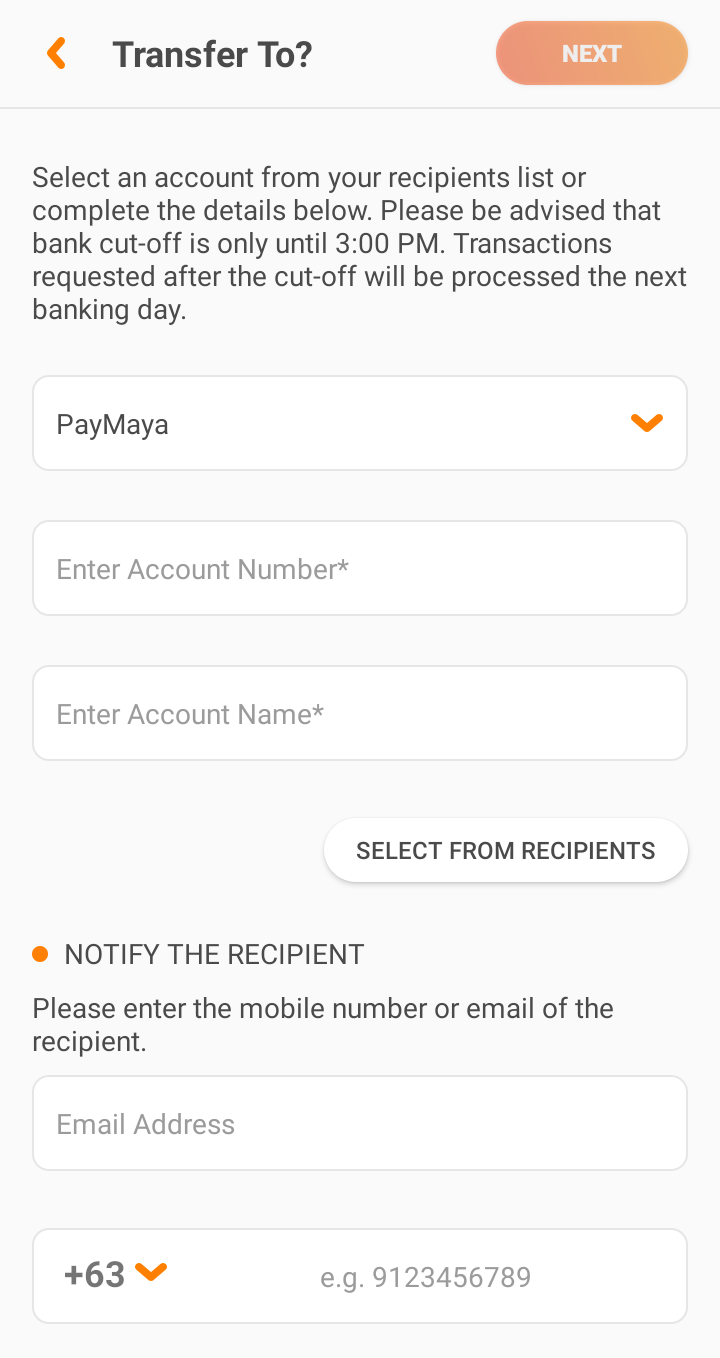 Transfer To?
NEXT
Select an account from your recipients list or
complete the details below. Please be advised that
bank cut-off is only until 3:00 PM. Transactions
requested after the cut-off will be processed the next
banking day.
PayMaya
Enter Account Number*
Enter Account Name*
SELECT FROM RECIPIENTS
NOTIFY THE RECIPIENT
Please enter the mobile number or email of the
recipient.
Email Address
+63 e.g. 9123456789